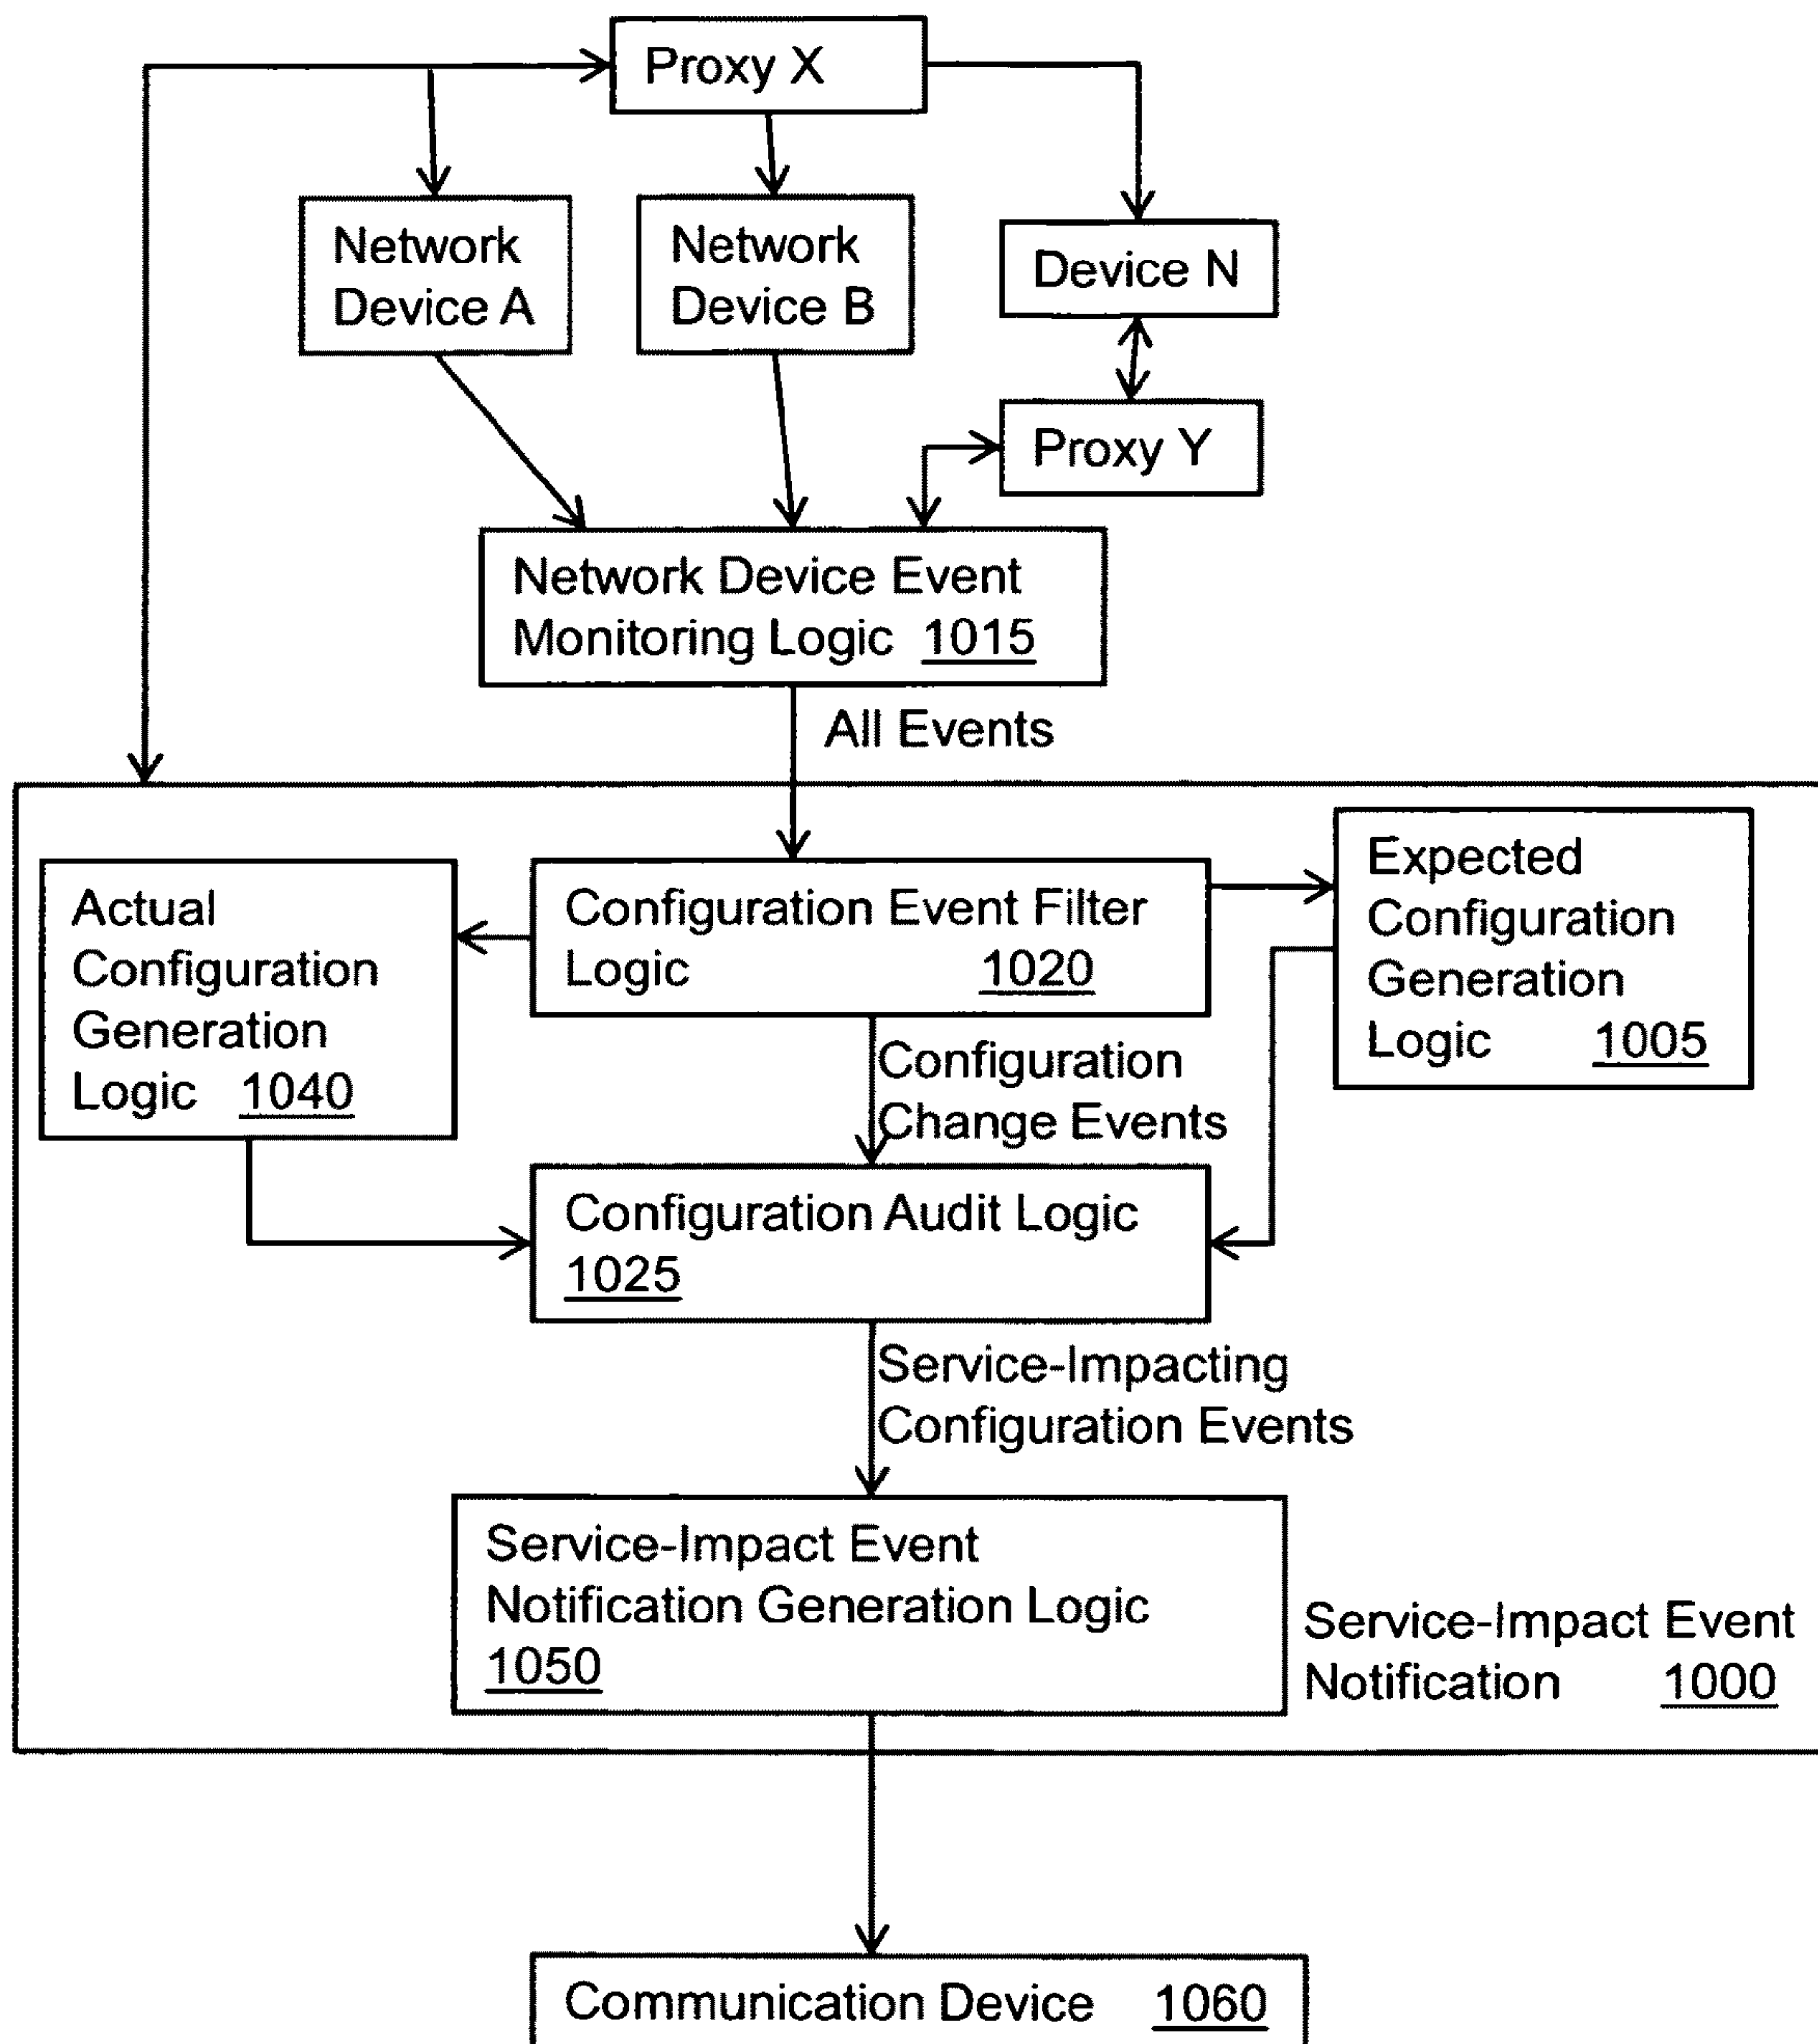 Proxy X
Network
Device A
Network
Device B
Device N
Proxy Y
Network Device Event
Monitoring Logic 1015
All Events
Actual
Configuration
Generation
Logic 1040
Configuration Event Filter
Logic 1020
Expected
Configuration
Generation
Logic 1005
Configuration
Change Events
Configuration Audit Logic
1025
Service-Impacting
Configuration Events
Service-Impact Event
Notification Generation Logic
1050
Service-Impact Event
Notification 1000
Communication Device 1060